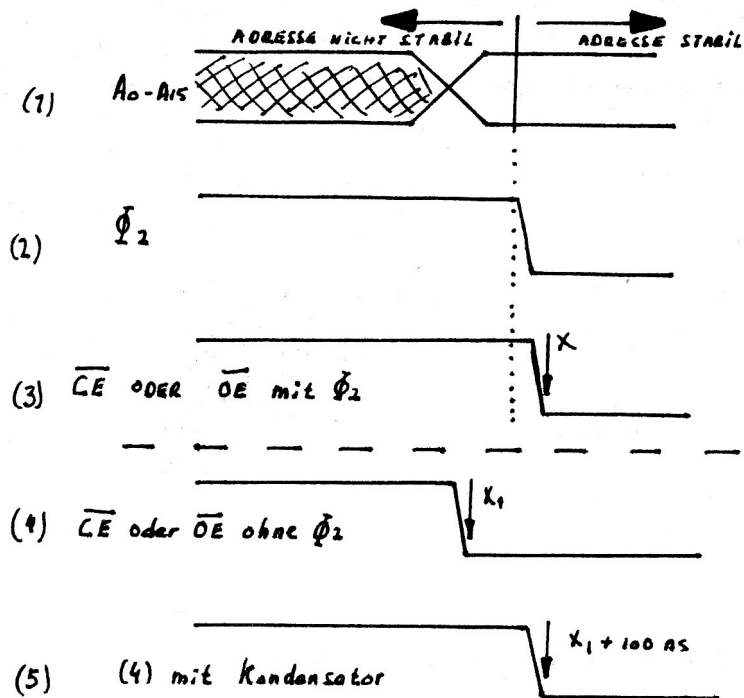 ADRESSE NICHT STABIL
ADRESSE STABIL
(1) A0-A15
(2) Φ2
(3) CE ODER OE mit Φ2
X
(4) CE oder OE ohne Φ2
X1
(5) (4) mit Kondensator
X1 + 100 ns